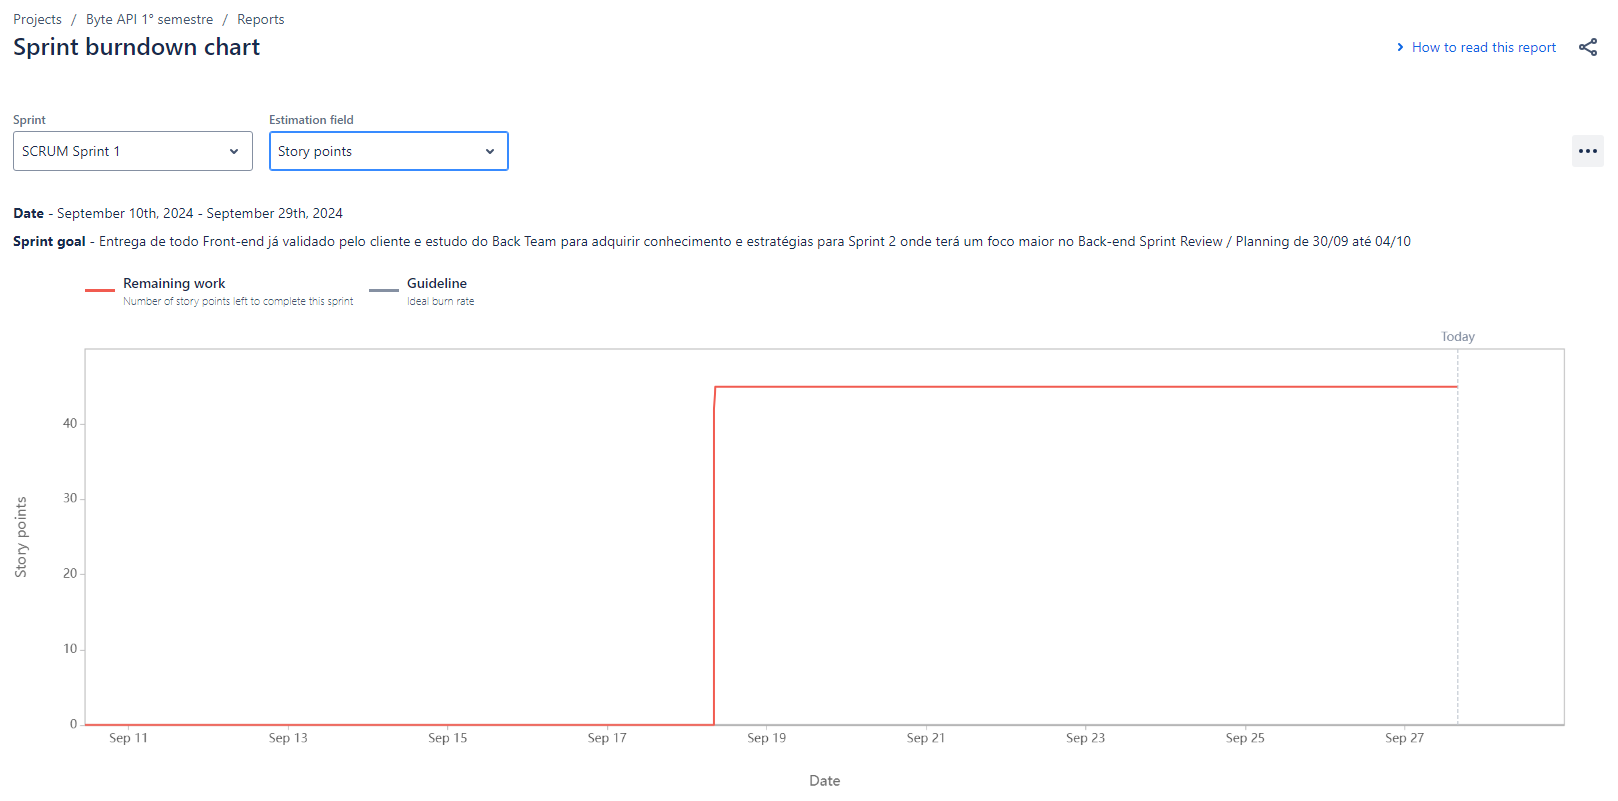 Projects / Byte API 1° semestre / Reports
Sprint burndown chart
How to read this report
Sprint
Estimation field
SCRUM Sprint 1
Story points
Date - September 10th, 2024 - September 29th, 2024
Sprint goal - Entrega de todo Front-end já validado pelo cliente e estudo do Back Team para adquirir conhecimento e estratégias para Sprint 2 onde terá um foco maior no Back-end Sprint Review / Planning de 30/09 até 04/10
Remaining work
Number of story points left to complete this sprint
Guideline
Ideal burn rate
Today
40
30
20
10
0
Story points
Sep 11
Sep 13
Sep 15
Sep 17
Sep 19
Sep 21
Sep 23
Sep 25
Sep 27
Date